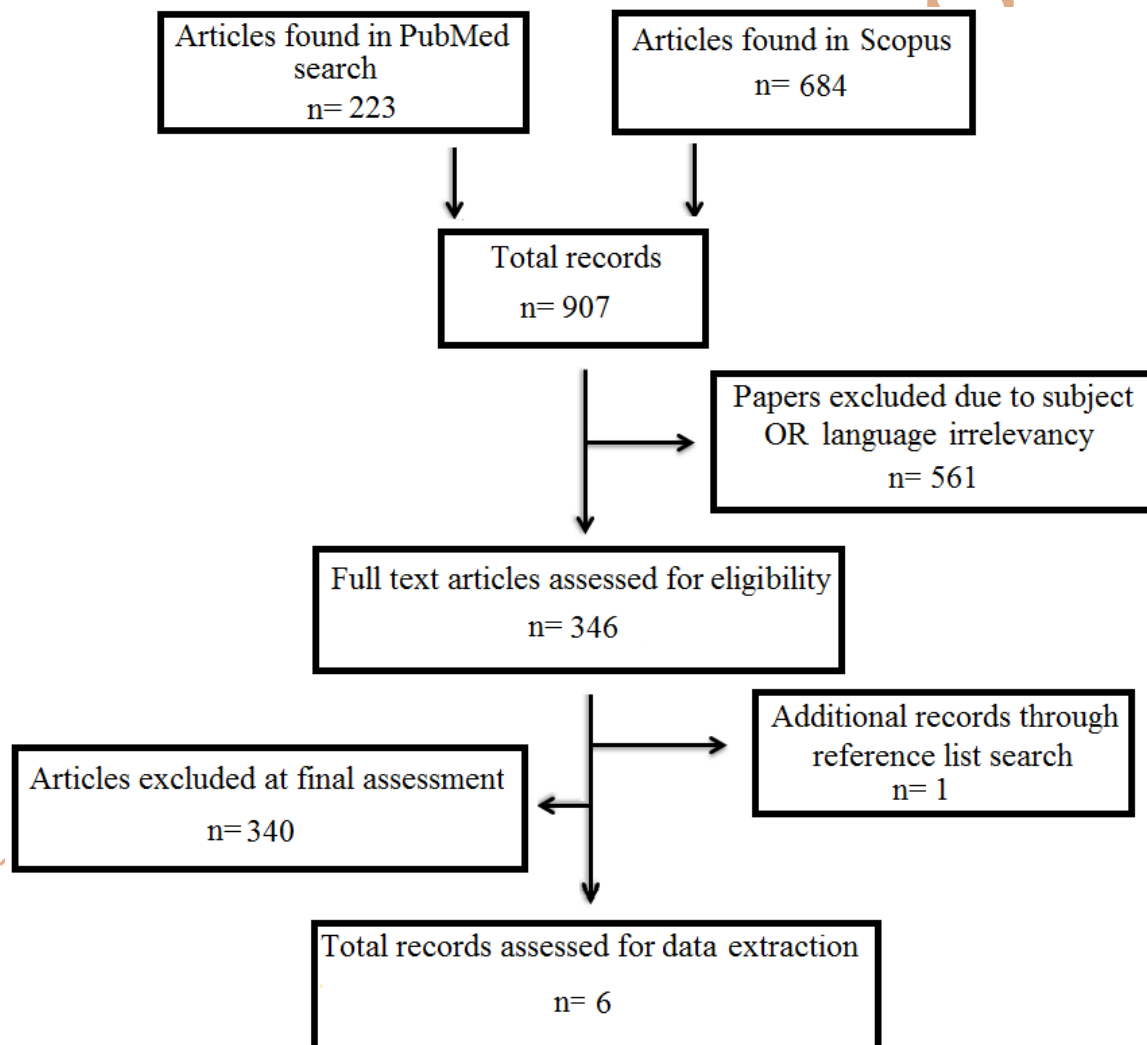 Articles found in PubMed
search
n= 223
Articles found in Scopus
n= 684
Total records
n= 907
Papers excluded due to subject
OR language irrelevancy
n= 561
Full text articles assessed for eligibility
n= 346
Additional records through
reference list search
n= 1
Articles excluded at final assessment
n= 340
Total records assessed for data extraction
n= 6